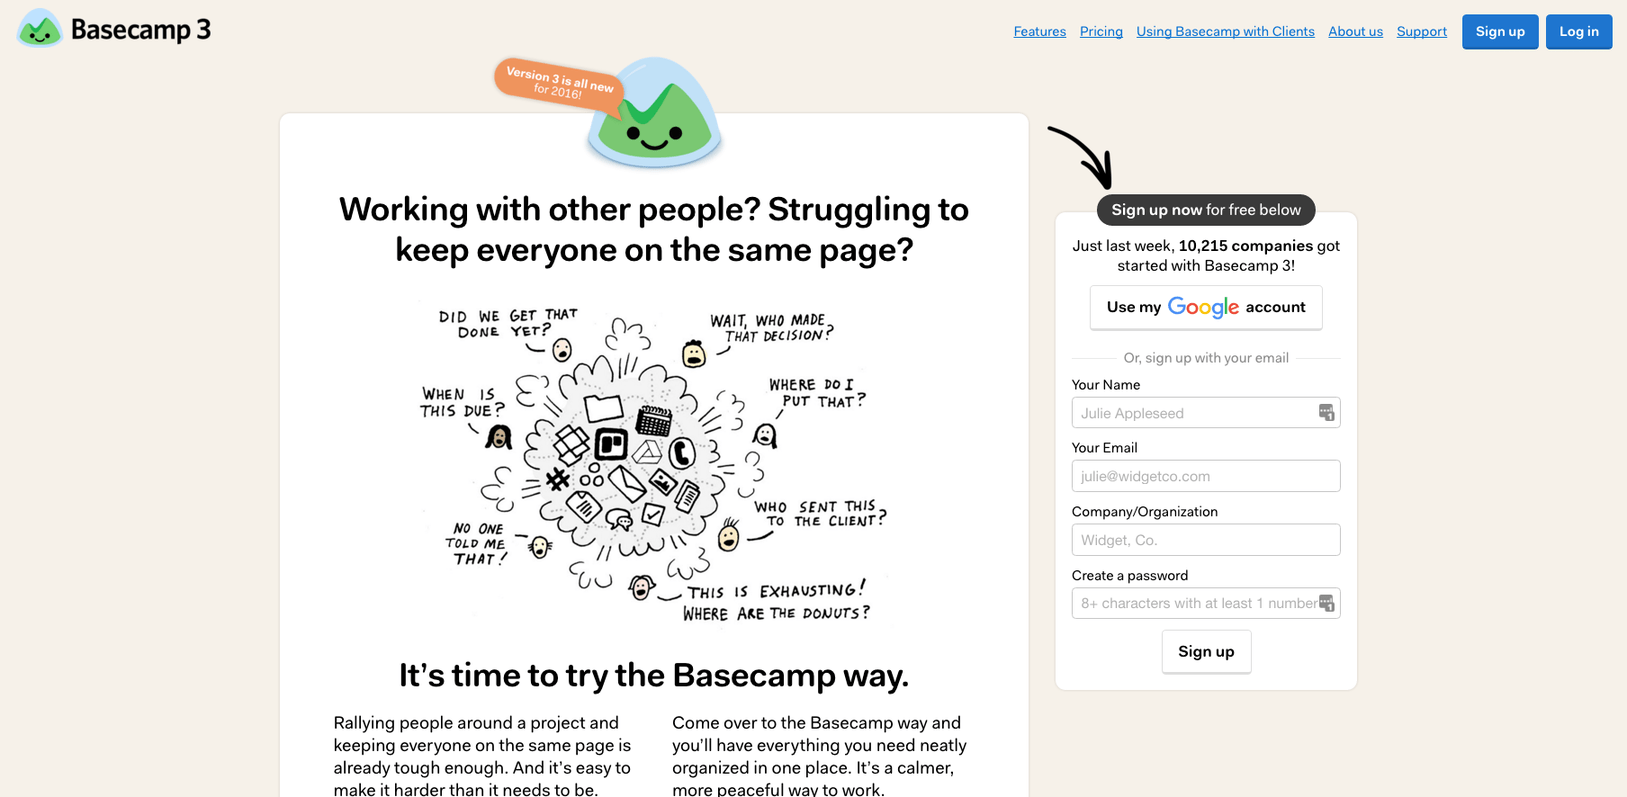 Basecamp 3
Features Pricing Using Basecamp with Clients About us Support Sign up Log in
Version 3 is all new
for 2016!
Working with other people? Struggling to
keep everyone on the same page?
DID WE GET THAT
DONE YET?
WAIT, WHO MADE
THAT DECISION?
WHEN IS
THIS DUE?
WHERE DO I
PUT THAT?
WHO SENT THIS
TO THE CLIENT?
NO ONE
TOLD ME
THAT!
THIS IS EXHAUSTING!
WHERE ARE THE DONUTS?
It’s time to try the Basecamp way.
Rallying people around a project and
keeping everyone on the same page is
already tough enough. And it’s easy to
make it harder than it needs to be.
Come over to the Basecamp way and
you’ll have everything you need neatly
organized in one place. It’s a calmer,
more peaceful way to work.
Sign up now for free below
Just last week, 10,215 companies got
started with Basecamp 3!
Use my Google account
Or, sign up with your email
Your Name
Julie Appleseed
Your Email
julie@widgetco.com
Company/Organization
Widget, Co.
Create a password
8+ characters with at least 1 number
Sign up